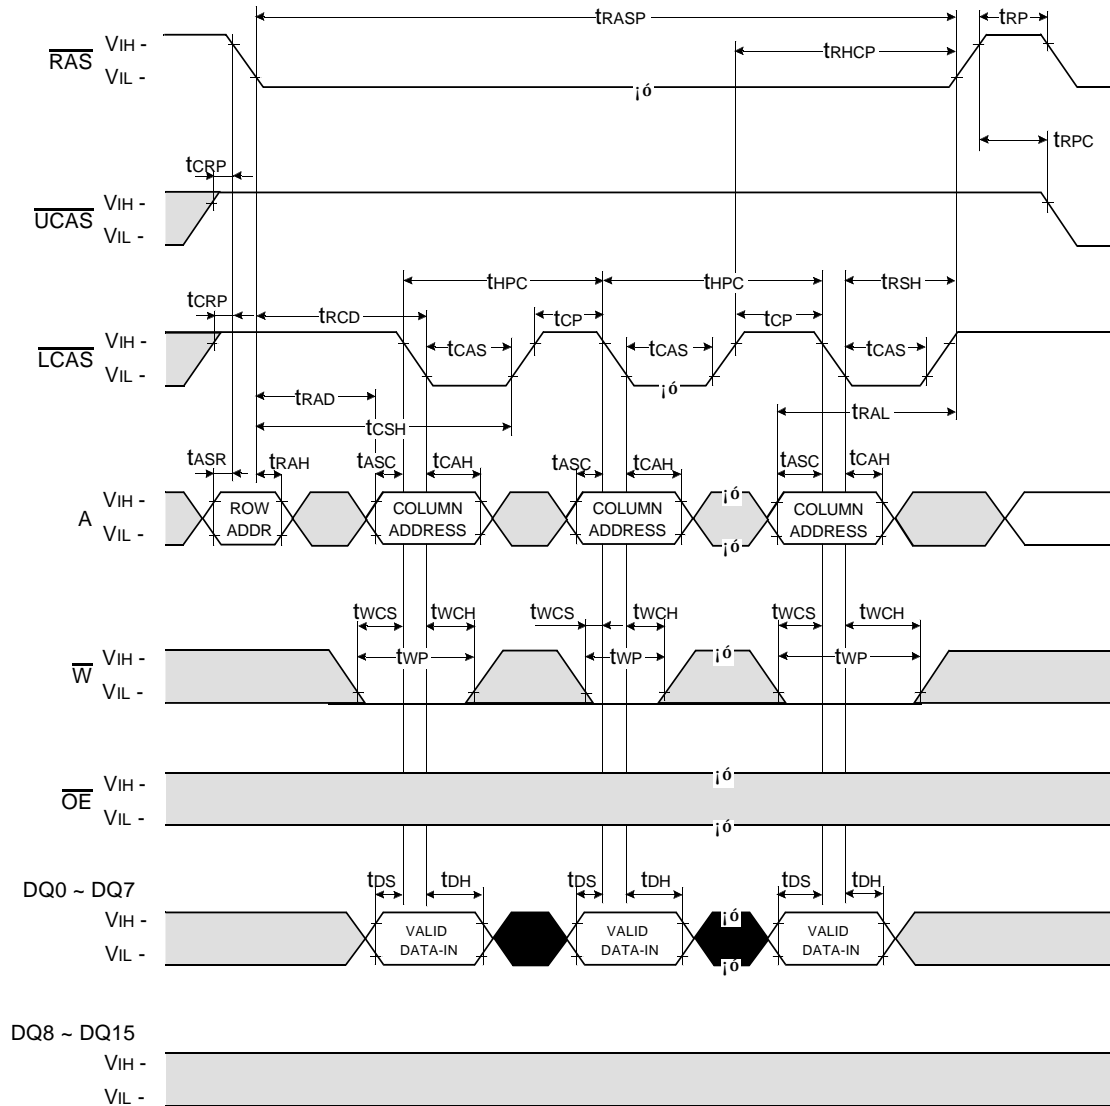 tRASP tRP
RAS VIH - tRHCP
VIL - ¡ó
tCRP tRPC
UCAS VIH -
VIL -
tHPC tHPC tRSH
tCRP tRCD tCP tCP
LCAS VIH - tCAS tCAS tCAS
VIL - ¡ó
tRAD tRAL
tCSH
tASR tRAH tASC tCAH tASC tCAH tASC tCAH
A VIH - ROW COLUMN COLUMN ¡ó COLUMN
VIL - ADDR ADDRESS ADDRESS ¡ó ADDRESS
tWCS tWCH tWCS tWCH tWCS tWCH
W VIH - tWP tWP ¡ó tWP
VIL -
OE VIH - ¡ó
VIL - ¡ó
DQ0 ~ DQ7 tDS tDH tDS tDH tDS tDH
VIH - VALID VALID ¡ó VALID
VIL - DATA-IN DATA-IN ¡ó DATA-IN
DQ8 ~ DQ15
VIH -
VIL -